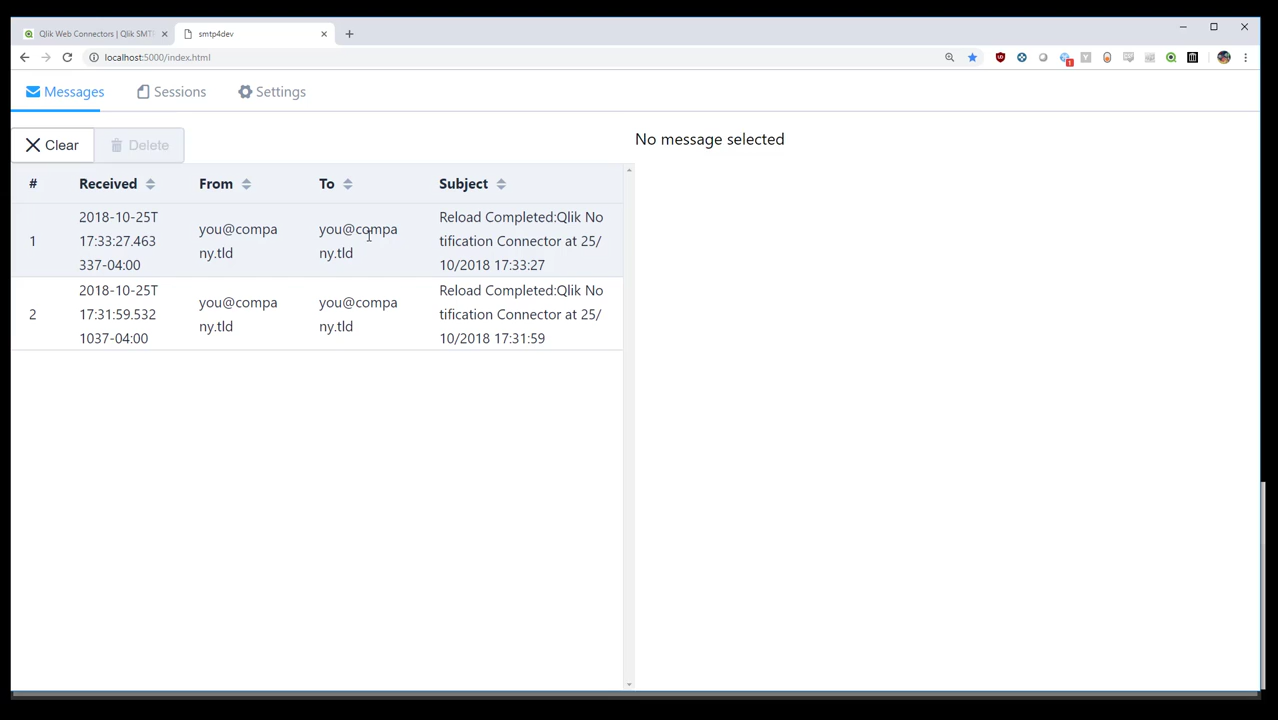 Qlik Web Connectors | Qlik SMT
smtp4dev
localhost:5000/index.html
1
Messages
Sessions
Settings
Clear
Delete
No message selected
#
Received
From
To
Subject
1
2018-10-25T
17:33:27.463
337-04:00
you@compa
ny.tld
you@compa
ny.tld
Reload Completed:Qlik No
tification Connector at 25/
10/2018 17:33:27
2
2018-10-25T
17:31:59.532
1037-04:00
you@compa
ny.tld
you@compa
ny.tld
Reload Completed:Qlik No
tification Connector at 25/
10/2018 17:31:59